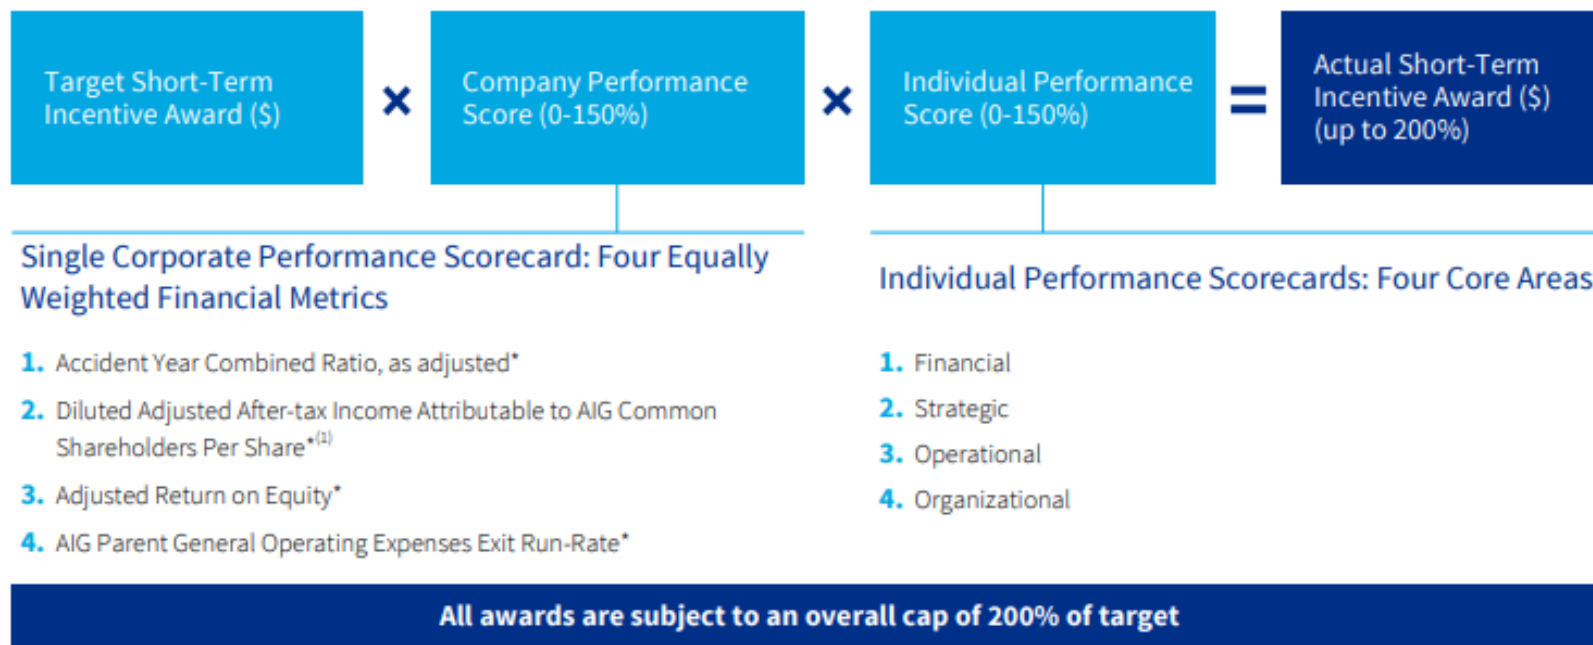 Target Short-Term
Incentive Award ($)
×
Company Performance
Score (0-150%)
×
Individual Performance
Score (0-150%)
=
Actual Short-Term
Incentive Award ($)
(up to 200%)
Single Corporate Performance Scorecard: Four Equally
Weighted Financial Metrics
1. Accident Year Combined Ratio, as adjusted*
2. Diluted Adjusted After-tax Income Attributable to AIG Common
Shareholders Per Share*(1)
3. Adjusted Return on Equity*
4. AIG Parent General Operating Expenses Exit Run-Rate*
Individual Performance Scorecards: Four Core Areas
1. Financial
2. Strategic
3. Operational
4. Organizational
All awards are subject to an overall cap of 200% of target